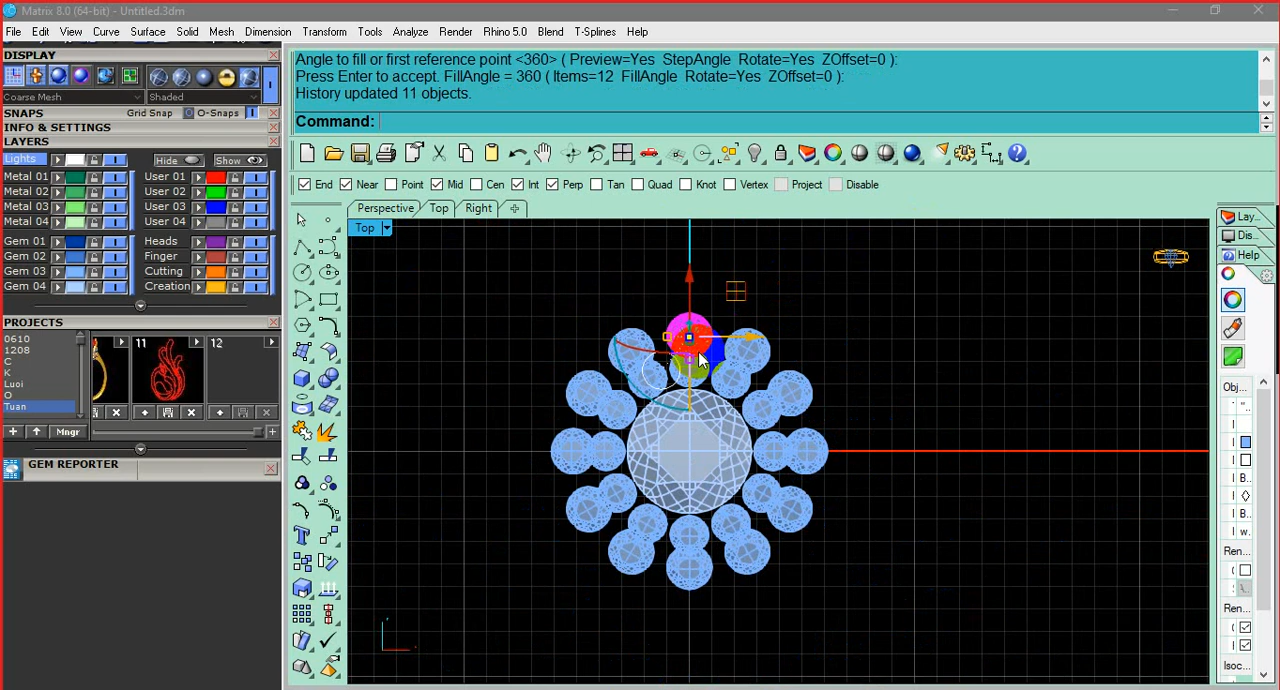 Matrix 8.0 (64-bit) - Untitled.3dm
File Edit View Curve Surface Solid Mesh Dimension Transform Tools Analyze Render Rhino 5.0 Blend T-Splines Help
DISPLAY
Coarse Mesh Shaded
SNAPS Grid Snap O-Snaps
INFO & SETTINGS
LAYERS
Lights Hide Show
Metal 01 User 01
Metal 02 User 02
Metal 03 User 03
Metal 04 User 04
Gem 01 Heads
Gem 02 Finger
Gem 03 Cutting
Gem 04 Creation
PROJECTS
0610
1208
C
K
Luoi
O
Tuan
11 12
Mngr
GEM REPORTER
Angle to fill or first reference point <360> ( Preview=Yes StepAngle Rotate=Yes ZOffset=0 ):
Press Enter to accept. FillAngle = 360 ( Items=12 FillAngle Rotate=Yes ZOffset=0 ):
History updated 11 objects.
Command:
End Near Point Mid Cen Int Perp Tan Quad Knot Vertex Project Disable
Perspective Top Right
Top
Lay...
Dis...
Help
Obj...
B..
B..
w..
Ren...
Ren...
Isoc...